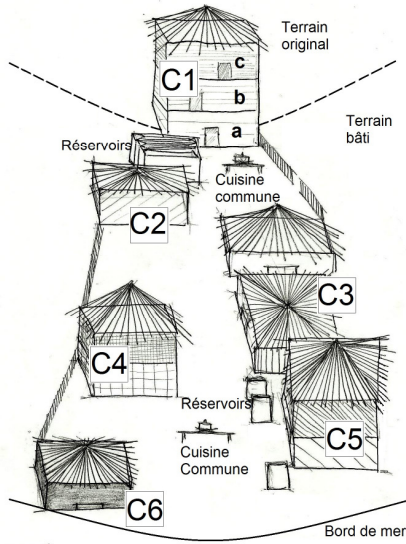 Terrain
original
C1
c
b
a
Terrain
bâti
Réservoirs
Cuisine
commune
C2
C3
C4
Réservoirs
C5
Cuisine
Commune
C6
Bord de mer